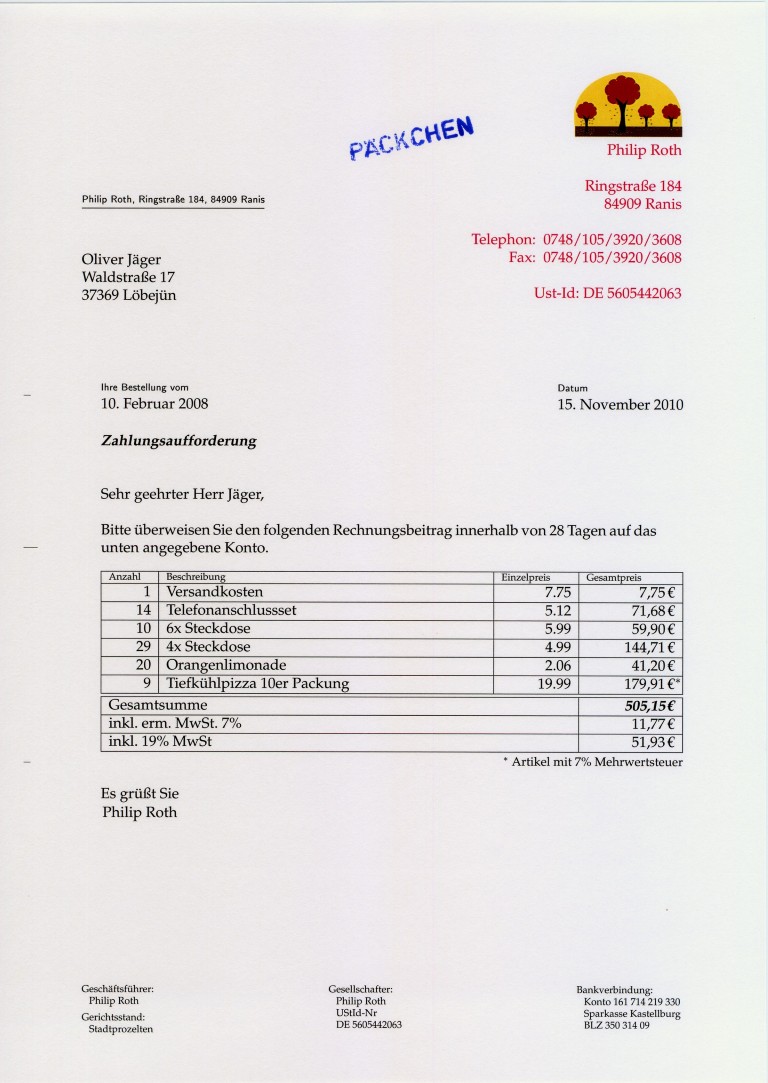 PÄCKCHEN
Philip Roth
Ringstraße 184
84909 Ranis
Telephon: 0748/105/3920/3608
Fax: 0748/105/3920/3608
Ust-Id: DE 5605442063
Philip Roth, Ringstraße 184, 84909 Ranis
Oliver Jäger
Waldstraße 17
37369 Löbejün
Ihre Bestellung vom Datum
10. Februar 2008 15. November 2010
Zahlungsaufforderung
Sehr geehrter Herr Jäger,
Bitte überweisen Sie den folgenden Rechnungsbeitrag innerhalb von 28 Tagen auf das
unten angegebene Konto.
Anzahl Beschreibung Einzelpreis Gesamtpreis
1 Versandkosten 7.75 7,75 €
14 Telefonanschlussset 5.12 71,68 €
10 6x Steckdose 5.99 59,90 €
29 4x Steckdose 4.99 144,71 €
20 Orangenlimonade 2.06 41,20 €
9 Tiefkühlpizza 10er Packung 19.99 179,91 €*
Gesamtsumme 505,15 €
inkl. erm. MwSt. 7% 11,77 €
inkl. 19% MwSt 51,93 €
* Artikel mit 7% Mehrwertsteuer
Es grüßt Sie
Philip Roth
Geschäftsführer:
Philip Roth
Gerichtsstand:
Stadtprozelten
Gesellschafter:
Philip Roth
UStId-Nr
DE 5605442063
Bankverbindung:
Konto 161 714 219 330
Sparkasse Kastellburg
BLZ 350 314 09